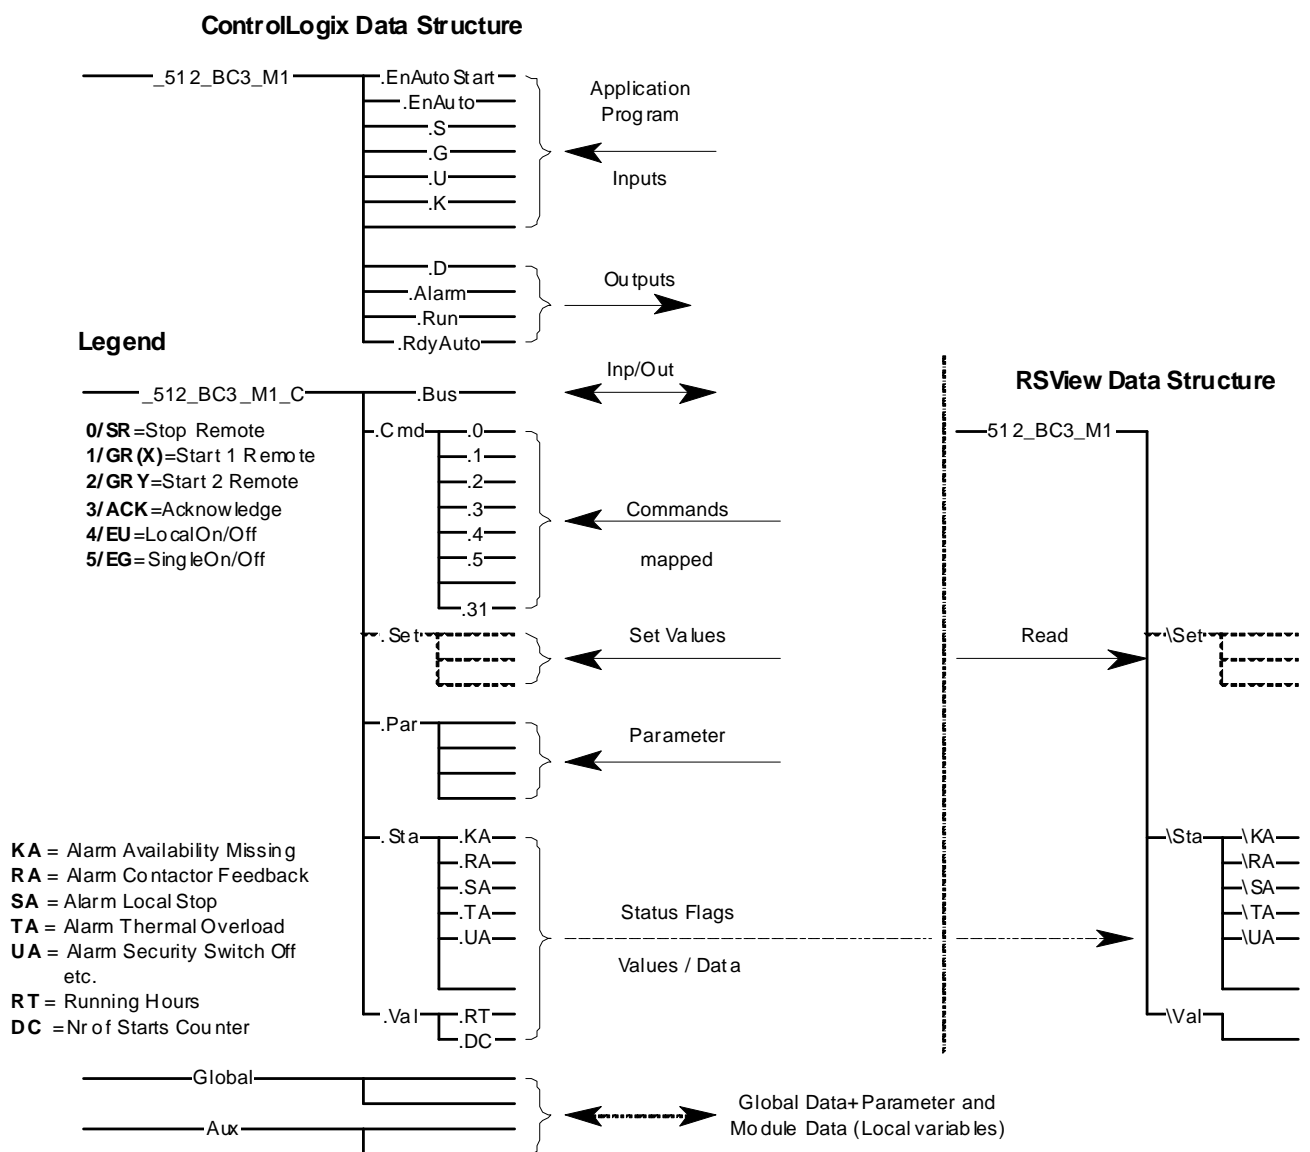 ControlLogix Data Structure
_512_BC3_M1
.EnAutoStart
.EnAuto
.S
.G
.U
.K
Application
Program
Inputs
.D
.Alarm
.Run
.RdyAuto
Outputs
Legend
_512_BC3_M1_C
.Bus
Inp/Out
RSView Data Structure
0/SR=Stop Remote
1/GR(X)=Start 1 Remote
2/GRY=Start 2 Remote
3/ACK=Acknowledge
4/EU=LocalOn/Off
5/EG=SingleOn/Off
.Cmd
.0
.1
.2
.3
.4
.5
.31
Commands
mapped
512_BC3_M1
.Set
Set Values
Read
\Set
.Par
Parameter
KA = Alarm Availability Missing
RA = Alarm Contactor Feedback
SA = Alarm Local Stop
TA = Alarm Thermal Overload
UA = Alarm Security Switch Off
etc.
RT = Running Hours
DC =Nr of Starts Counter
.Sta
.KA
.RA
.SA
.TA
.UA
Status Flags
Values / Data
\Sta
\KA
\RA
\SA
\TA
\UA
.Val
.RT
.DC
\Val
Global
Aux
Global Data+Parameter and
Module Data (Local variables)